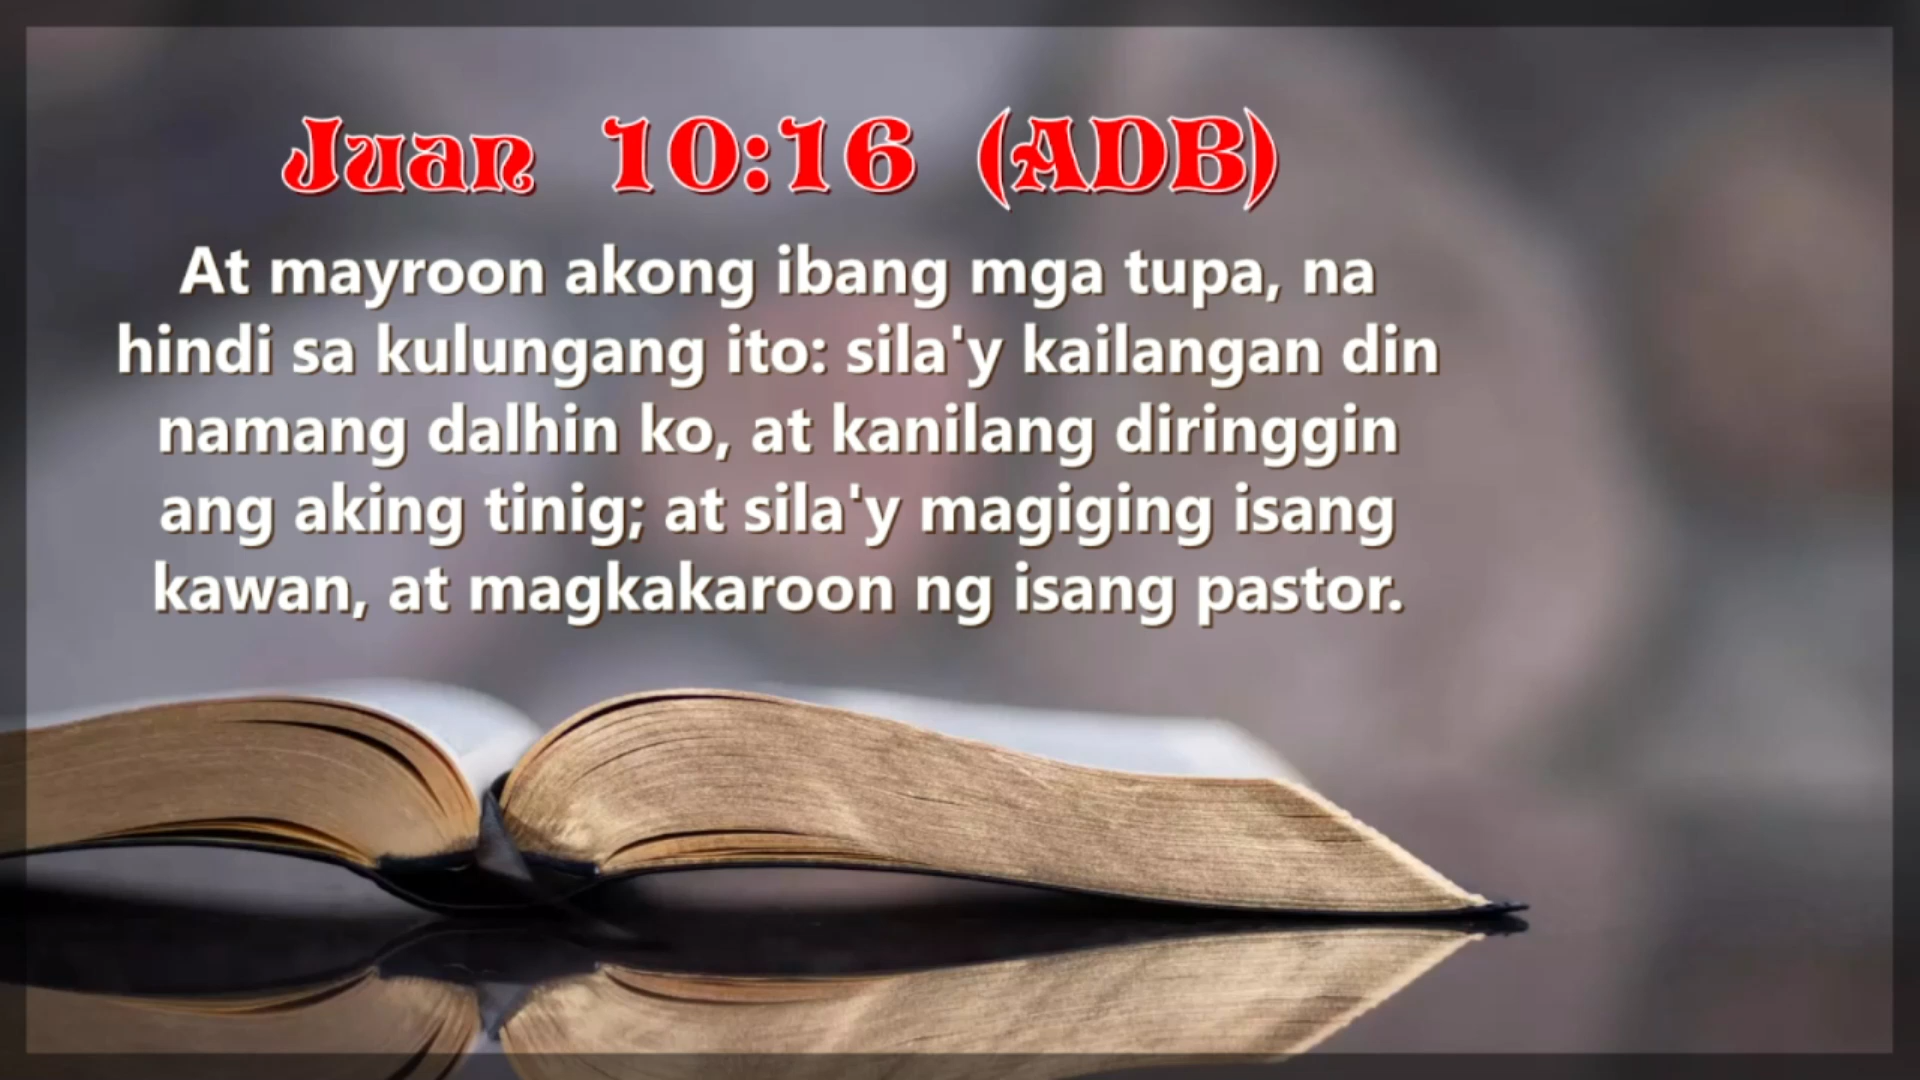 Juan 10:16 (ADB)
At mayroon akong ibang mga tupa, na
hindi sa kulungang ito: sila'y kailangan din
namang dalhin ko, at kanilang diringgin
ang aking tinig; at sila'y magiging isang
kawan, at magkakaroon ng isang pastor.